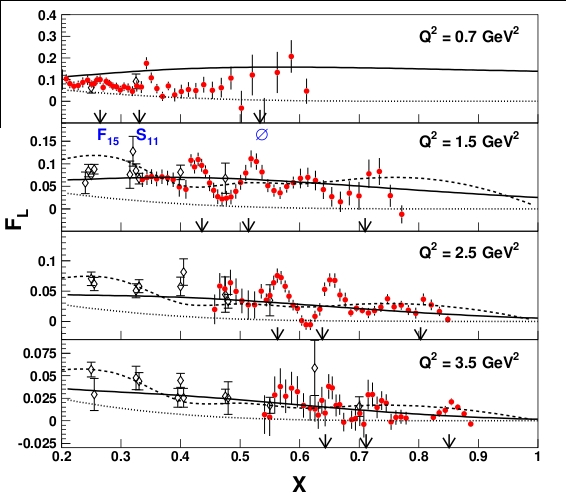 0.4
0.3
0.2
0.1
0
Q² = 0.7 GeV²
F₁₅ S₁₁ ∅
0.15
0.1
0.05
0
Q² = 1.5 GeV²
F_L
0.1
0.05
0
Q² = 2.5 GeV²
0.075
0.05
0.025
0
-0.025
Q² = 3.5 GeV²
0.2 0.3 0.4 0.5 0.6 0.7 0.8 0.9 1
X